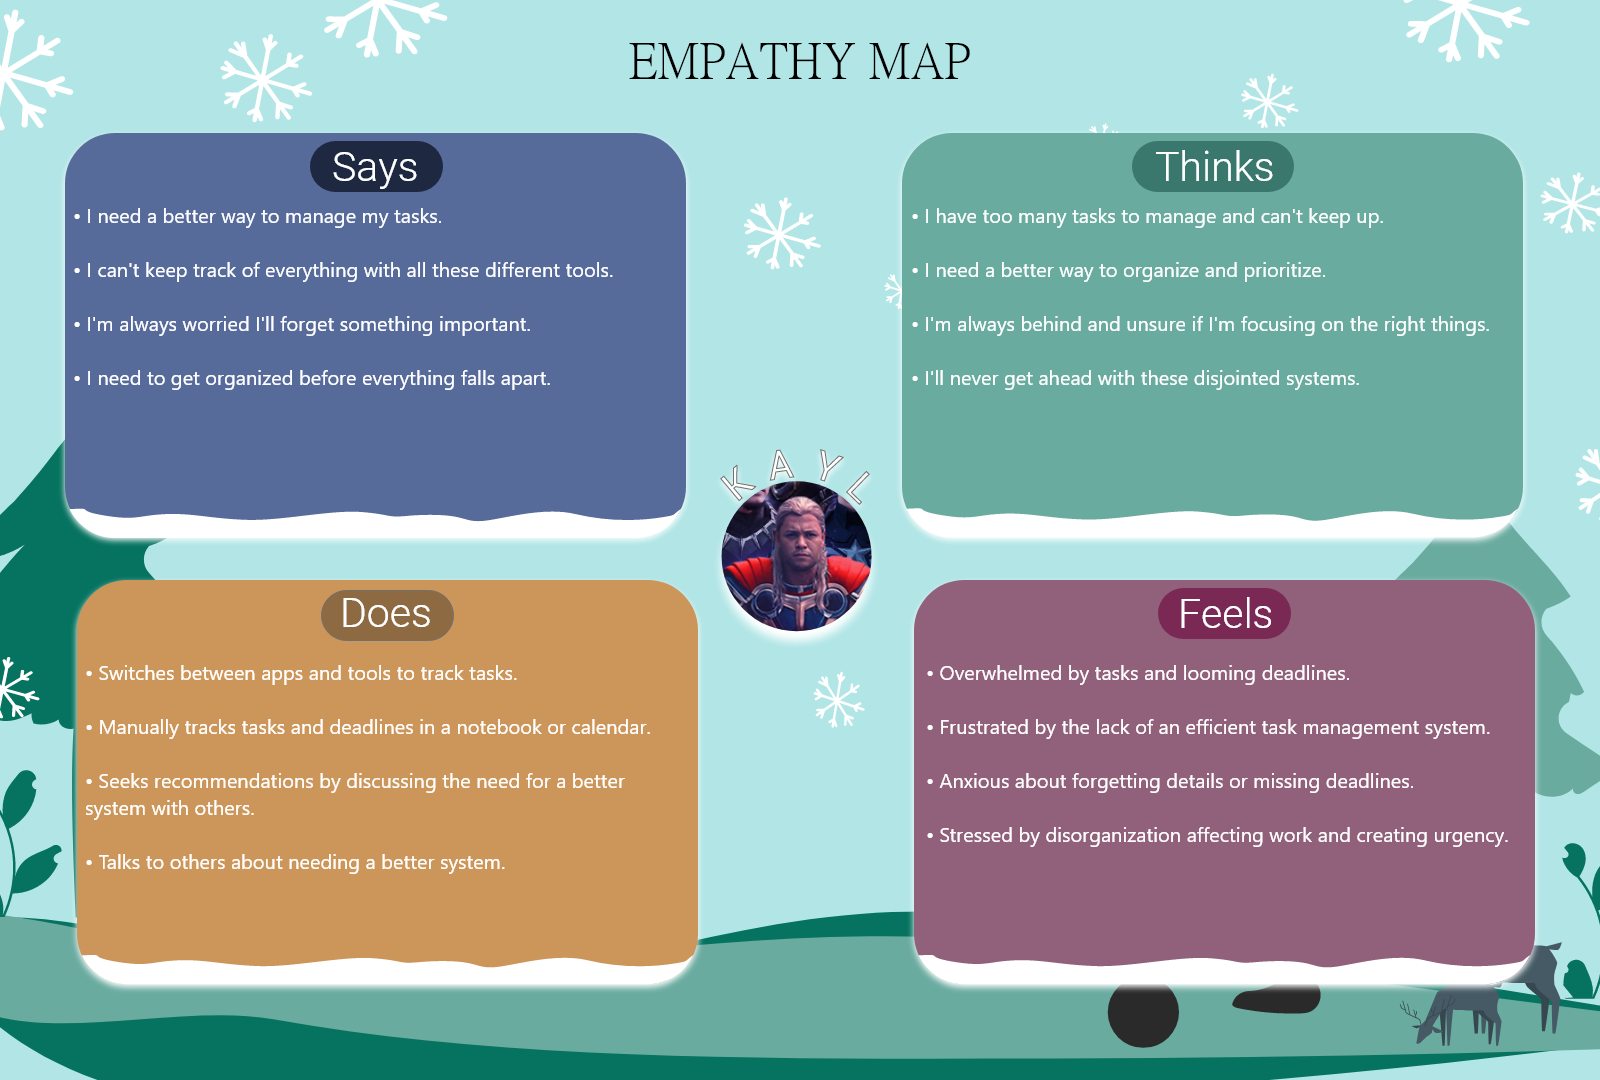 EMPATHY MAP
Says
• I need a better way to manage my tasks.
• I can't keep track of everything with all these different tools.
• I'm always worried I'll forget something important.
• I need to get organized before everything falls apart.
Thinks
• I have too many tasks to manage and can't keep up.
• I need a better way to organize and prioritize.
• I'm always behind and unsure if I'm focusing on the right things.
• I'll never get ahead with these disjointed systems.
KAYL
Does
• Switches between apps and tools to track tasks.
• Manually tracks tasks and deadlines in a notebook or calendar.
• Seeks recommendations by discussing the need for a better
system with others.
• Talks to others about needing a better system.
Feels
• Overwhelmed by tasks and looming deadlines.
• Frustrated by the lack of an efficient task management system.
• Anxious about forgetting details or missing deadlines.
• Stressed by disorganization affecting work and creating urgency.